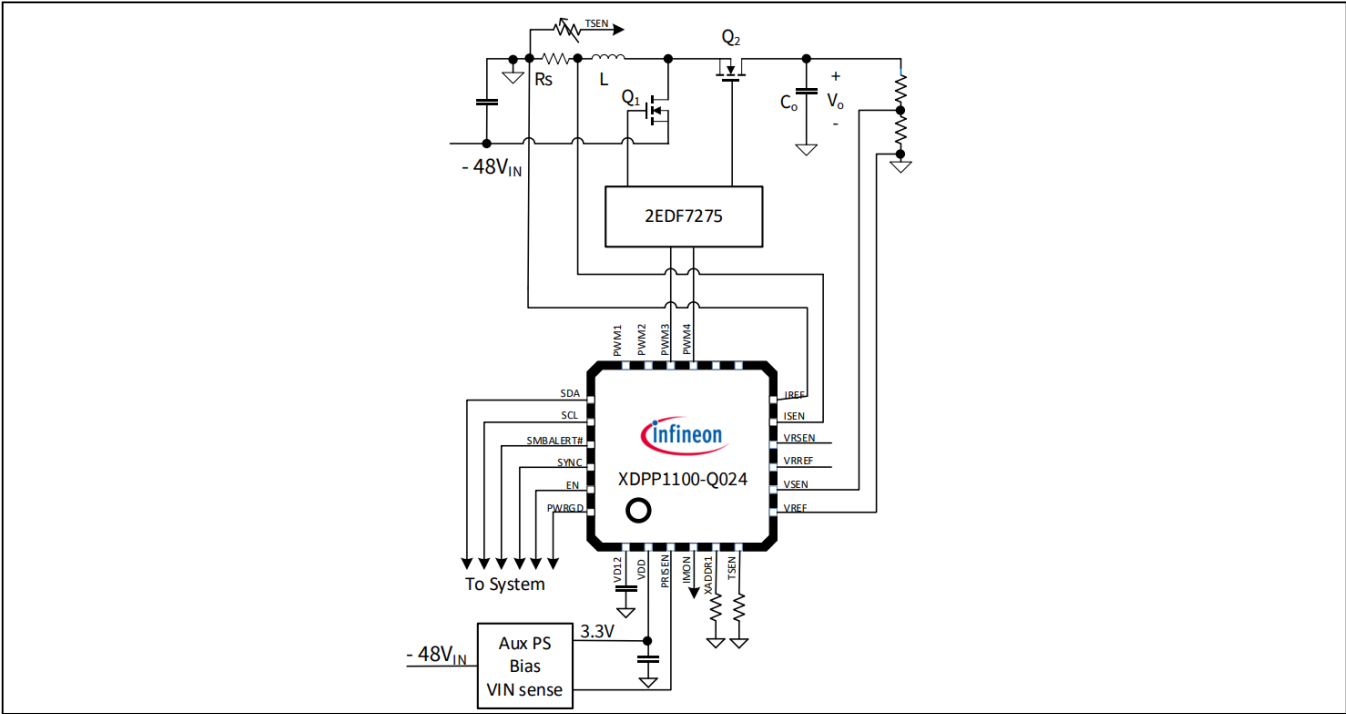 TSEN
Q2
Rs
L
Q1
Co
+
Vo
-
- 48VIN
2EDF7275
PWM1
PWM2
PWM3
PWM4
SDA
SCL
SMBALERT#
SYNC
EN
PWRGD
IREF
ISEN
VRSEN
VRREF
VSEN
VREF
infineon
XDPP1100-Q024
VD12
VDD
PRISEN
IMON
XADDR1
TSEN
To System
3.3V
- 48VIN
Aux PS
Bias
VIN sense